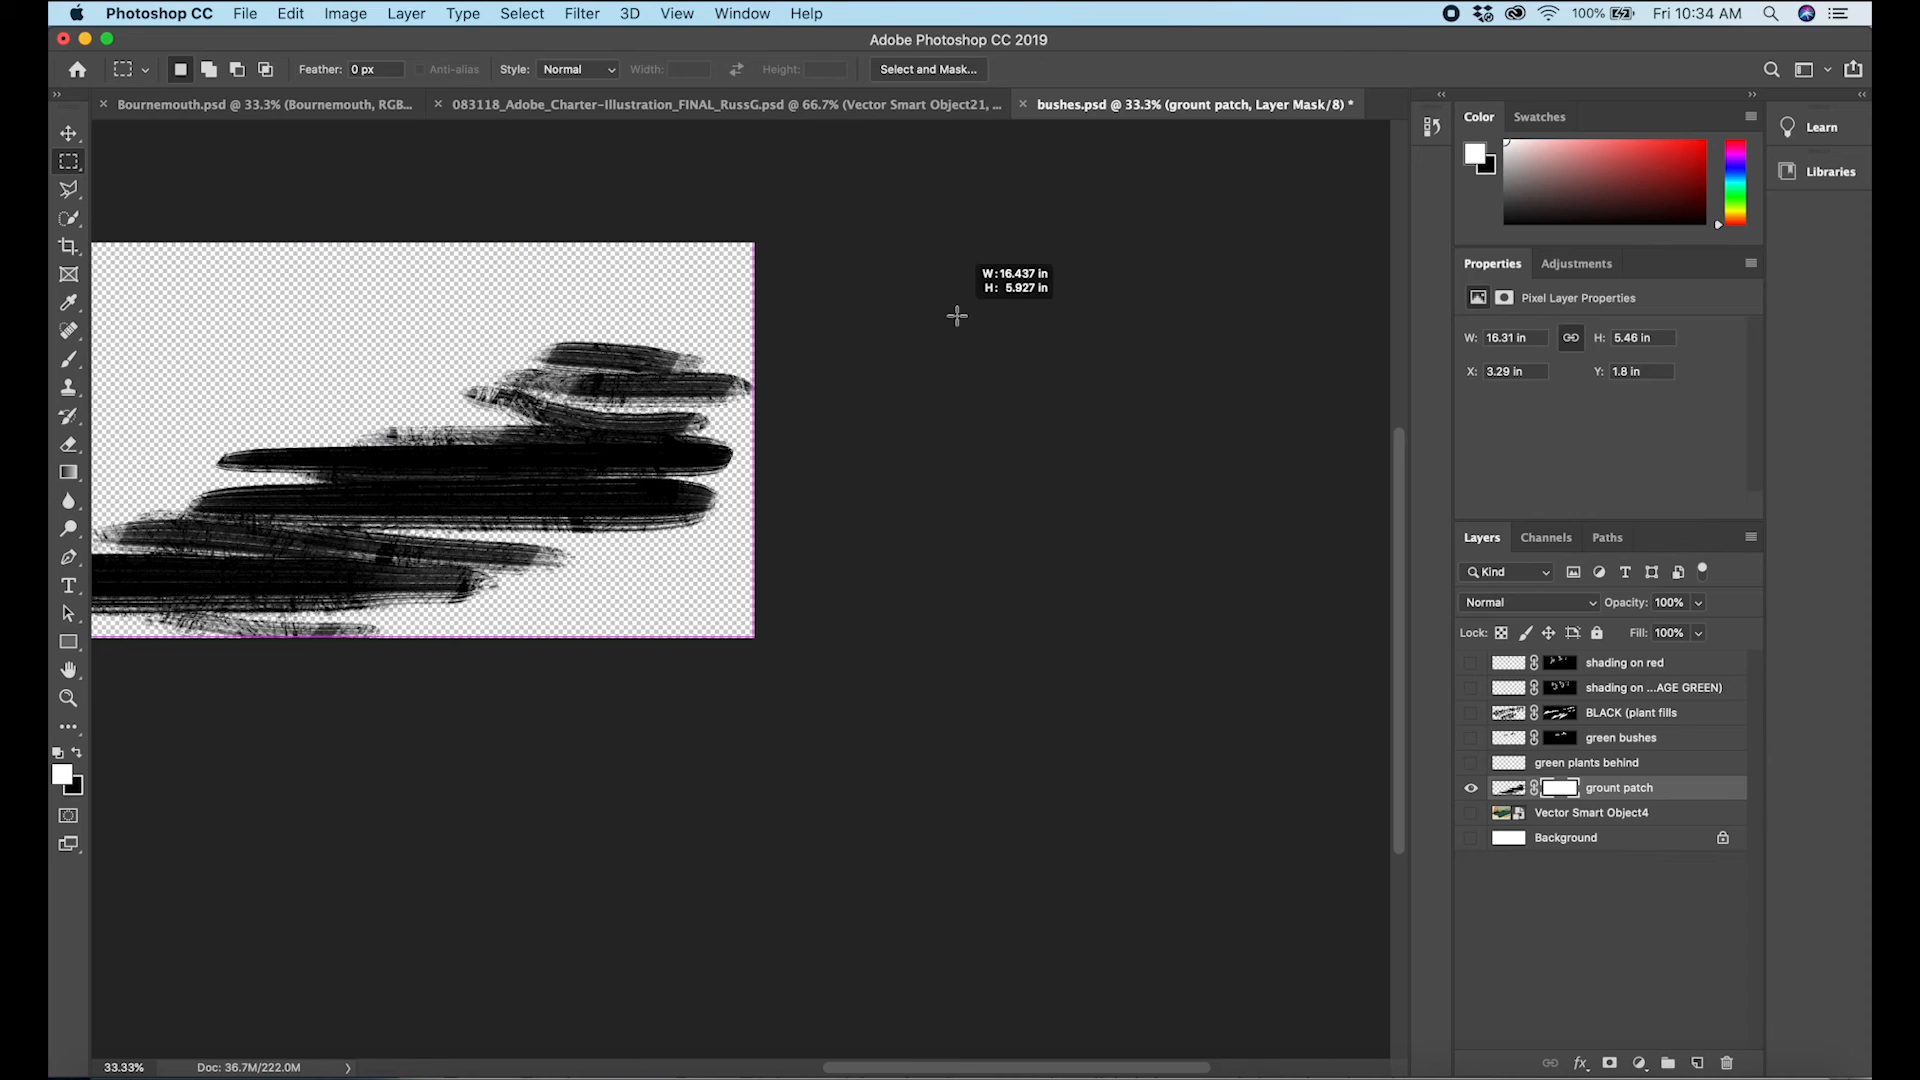 Photoshop CC File Edit Image Layer Type Select Filter 3D View Window Help 100% Fri 10:34 AM
Adobe Photoshop CC 2019
Feather: 0 px Anti-alias Style: Normal Width: Height: Select and Mask...
Bournemouth.psd @ 33.3% (Bournemouth, RGB... 083118_Adobe_Charter-Illustration_FINAL_RussG.psd @ 66.7% (Vector Smart Object21, ... bushes.psd @ 33.3% (grount patch, Layer Mask/8) *
Color Swatches
Learn
Libraries
W: 16.437 in
H: 5.927 in
Properties Adjustments
Pixel Layer Properties
W: 16.31 in H: 5.46 in
X: 3.29 in Y: 1.8 in
Layers Channels Paths
Kind
Normal Opacity: 100%
Lock: Fill: 100%
shading on red
shading on ...AGE GREEN)
BLACK (plant fills
green bushes
green plants behind
grount patch
Vector Smart Object4
Background
33.33% Doc: 36.7M/222.0M